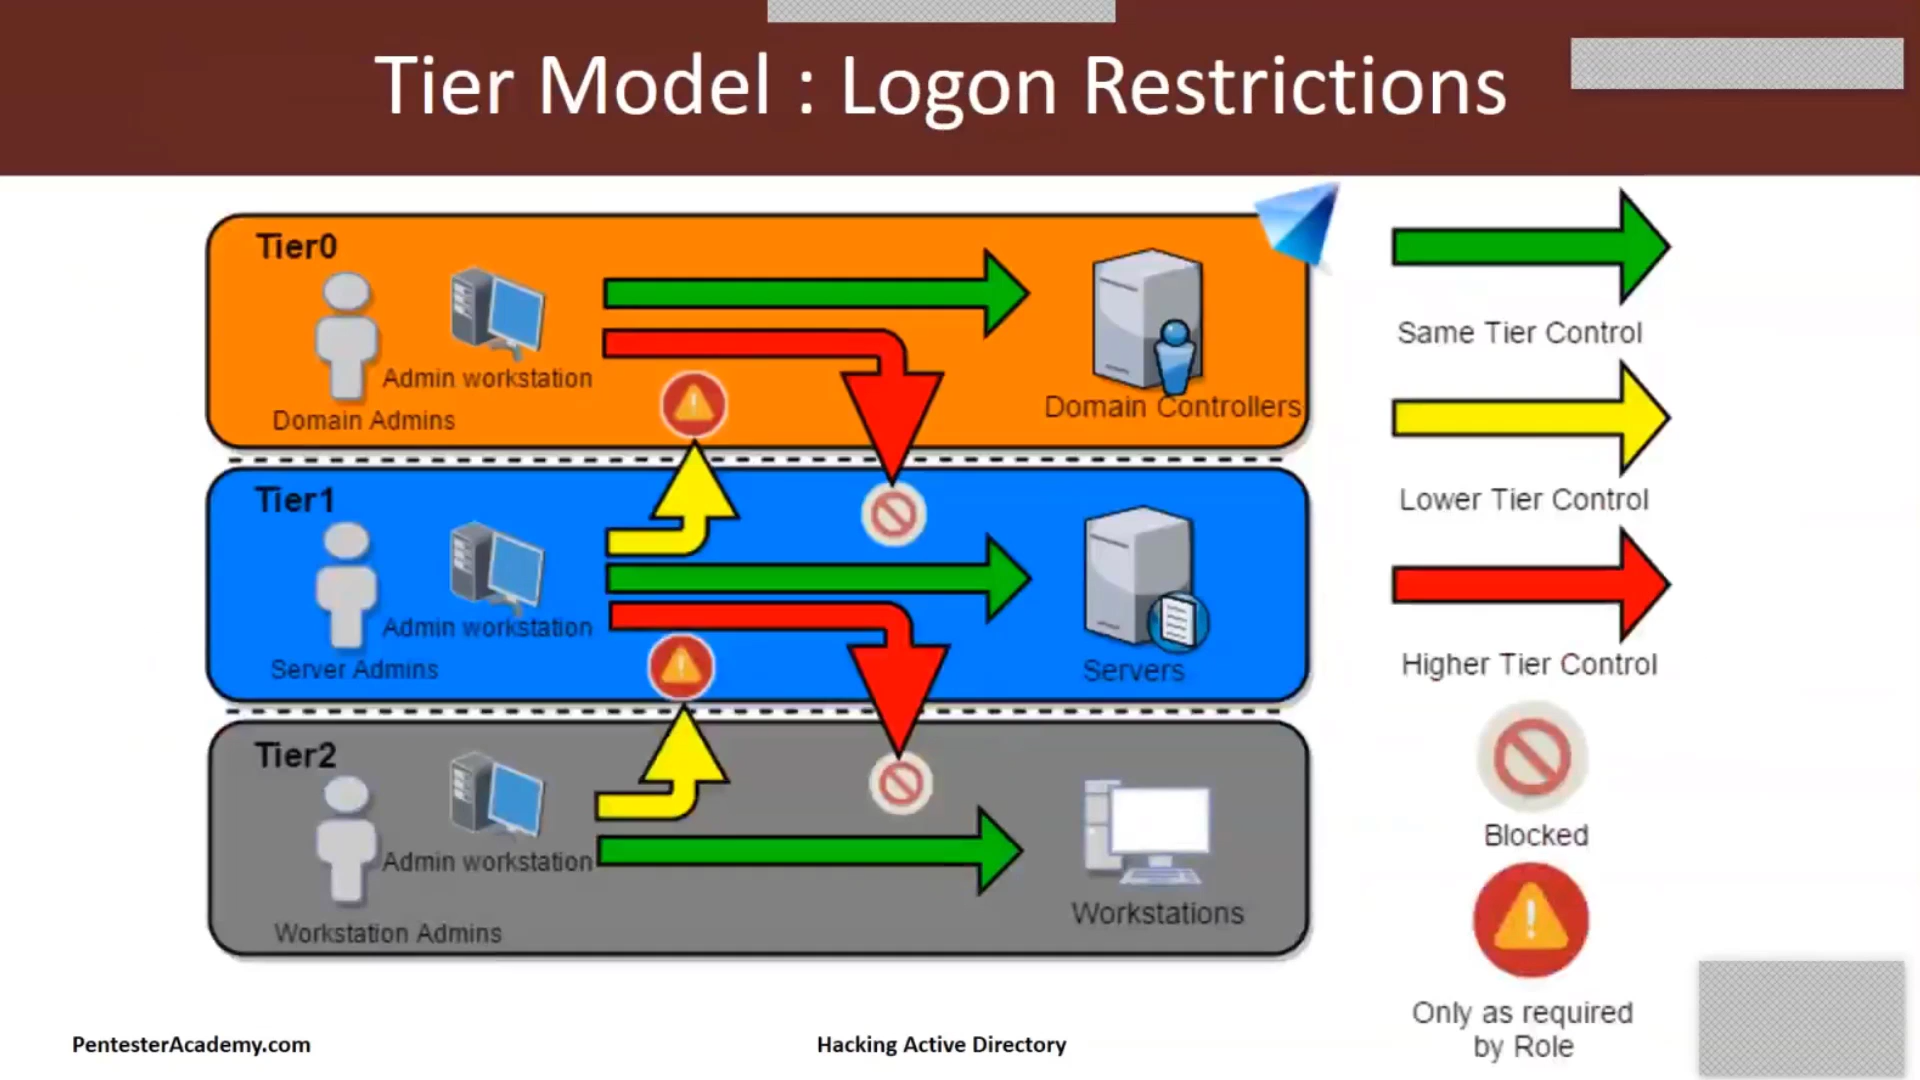 Tier Model : Logon Restrictions
Tier0
Admin workstation
Domain Admins
Domain Controllers
Tier1
Admin workstation
Server Admins
Servers
Tier2
Admin workstation
Workstation Admins
Workstations
Same Tier Control
Lower Tier Control
Higher Tier Control
Blocked
Only as required
by Role
PentesterAcademy.com
Hacking Active Directory